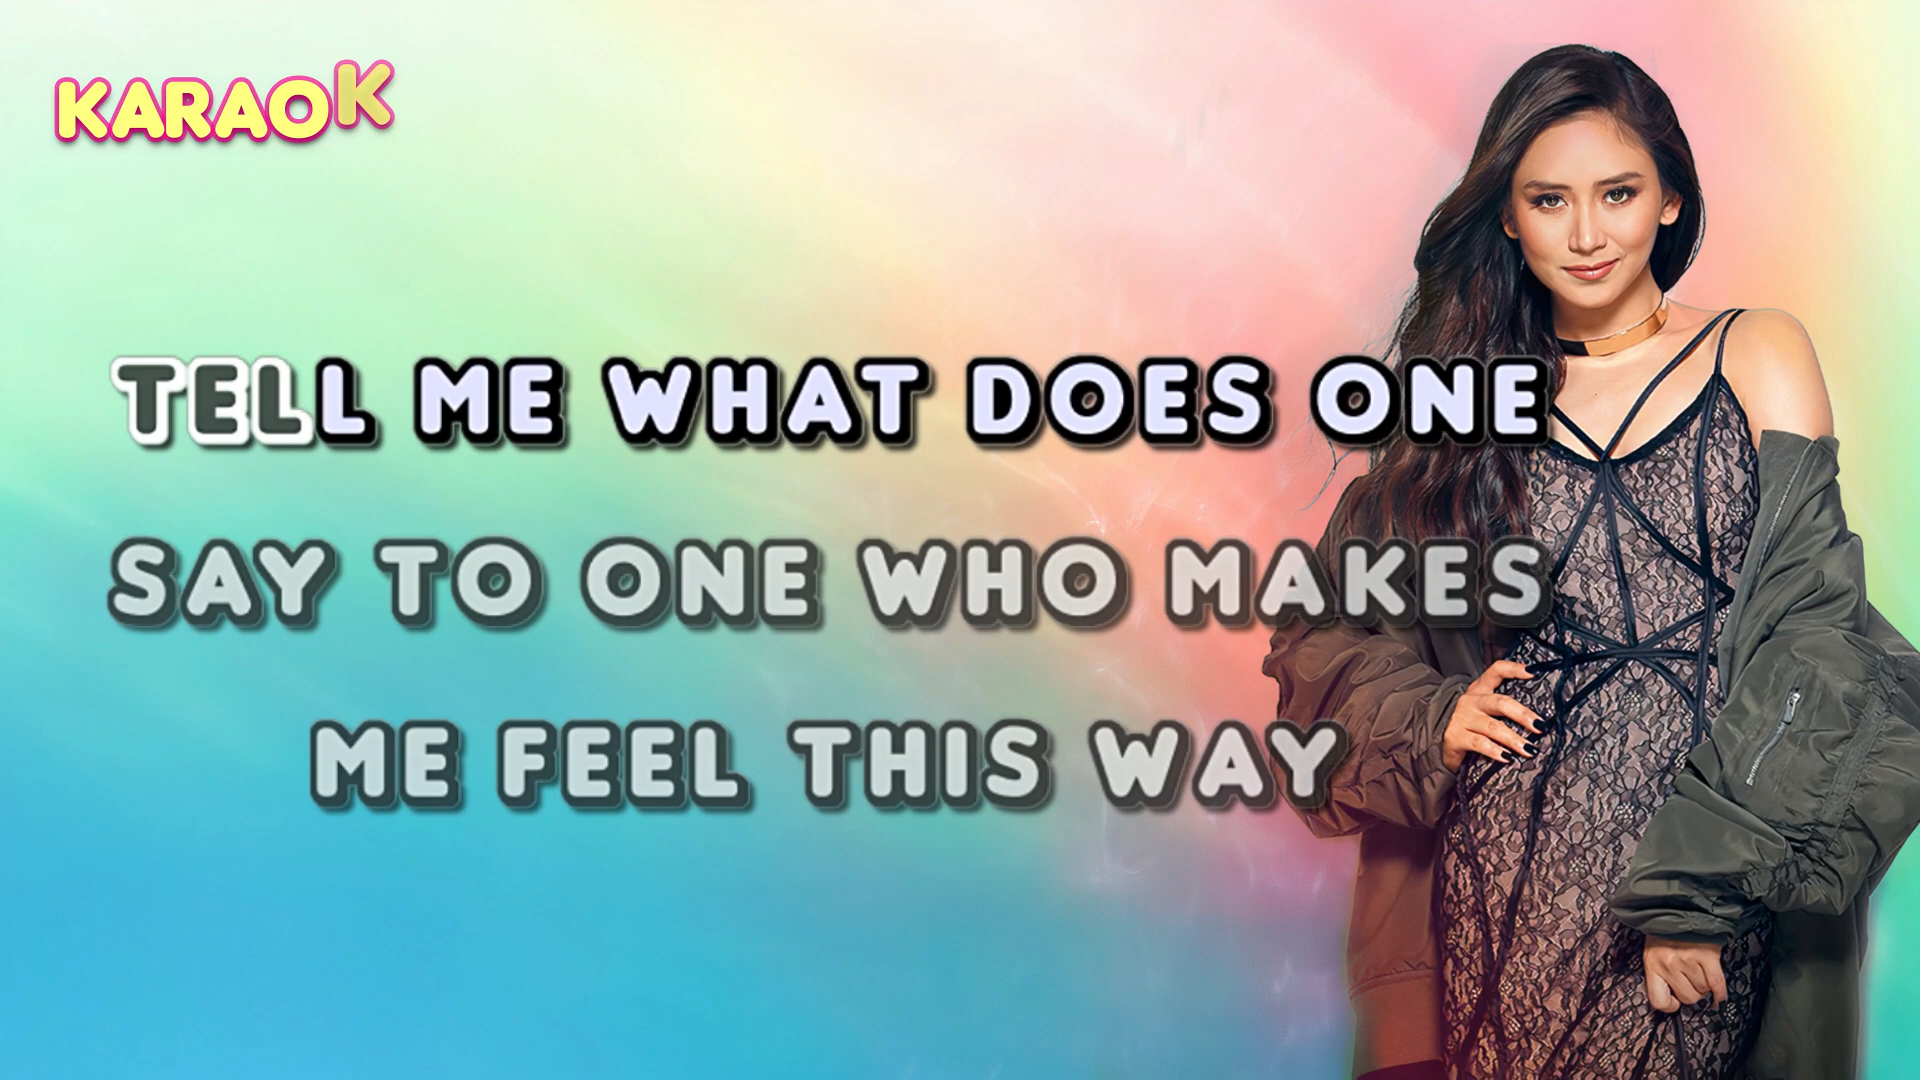 KARAOK
TELL ME WHAT DOES ONE
SAY TO ONE WHO MAKES
ME FEEL THIS WAY